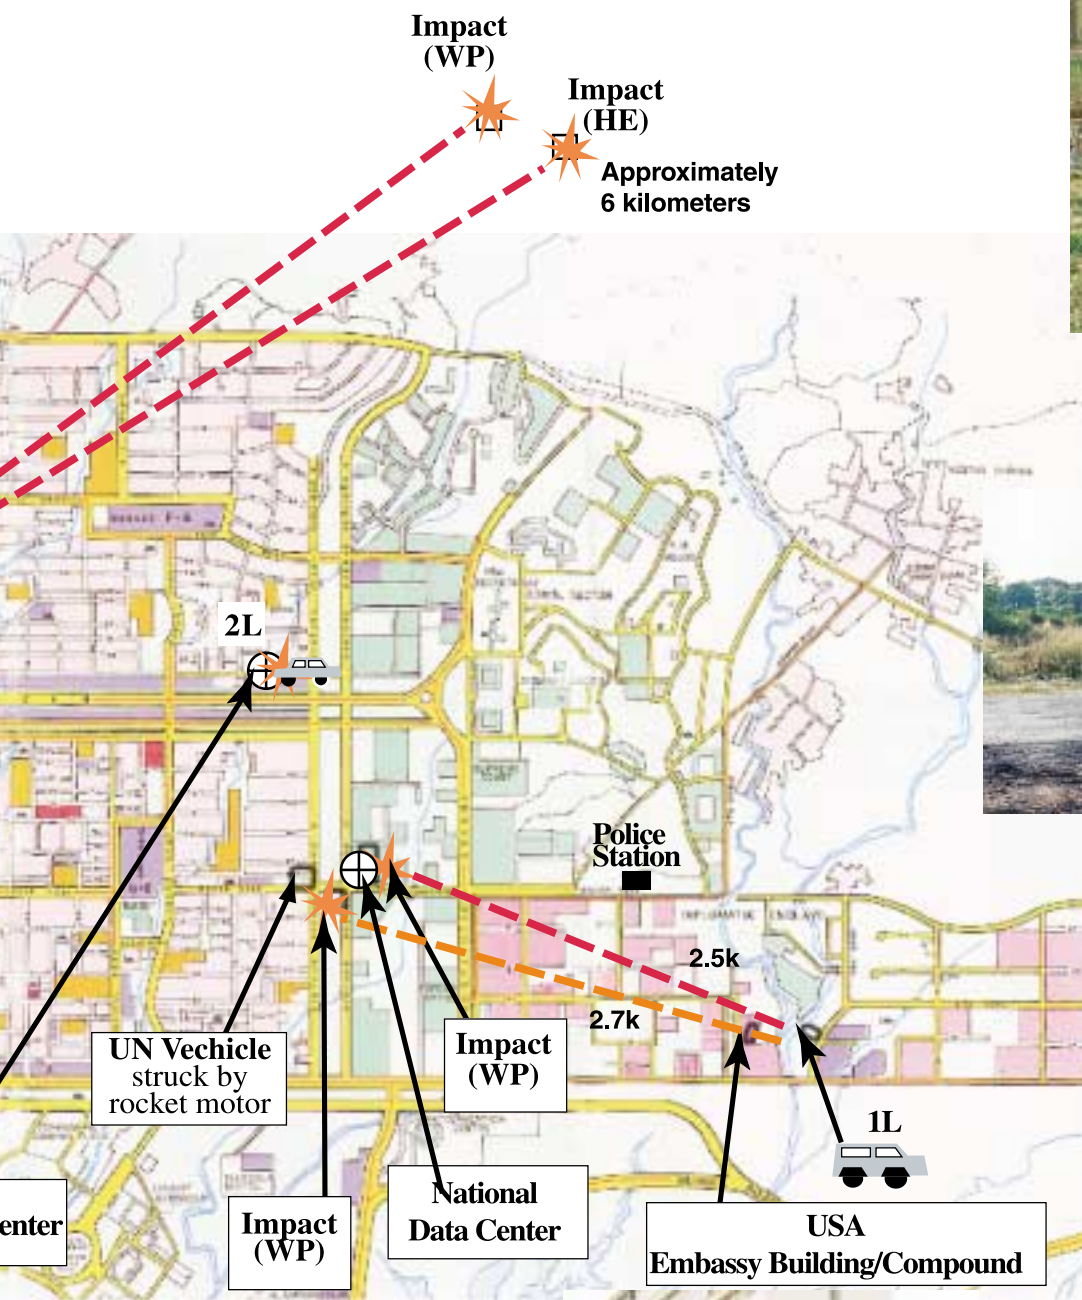 Impact
(WP)
Impact
(HE)
Approximately
6 kilometers
2L
Police
Station
2.5k
2.7k
UN Vechicle
struck by
rocket motor
Impact
(WP)
1L
enter
Impact
(WP)
National
Data Center
USA
Embassy Building/Compound